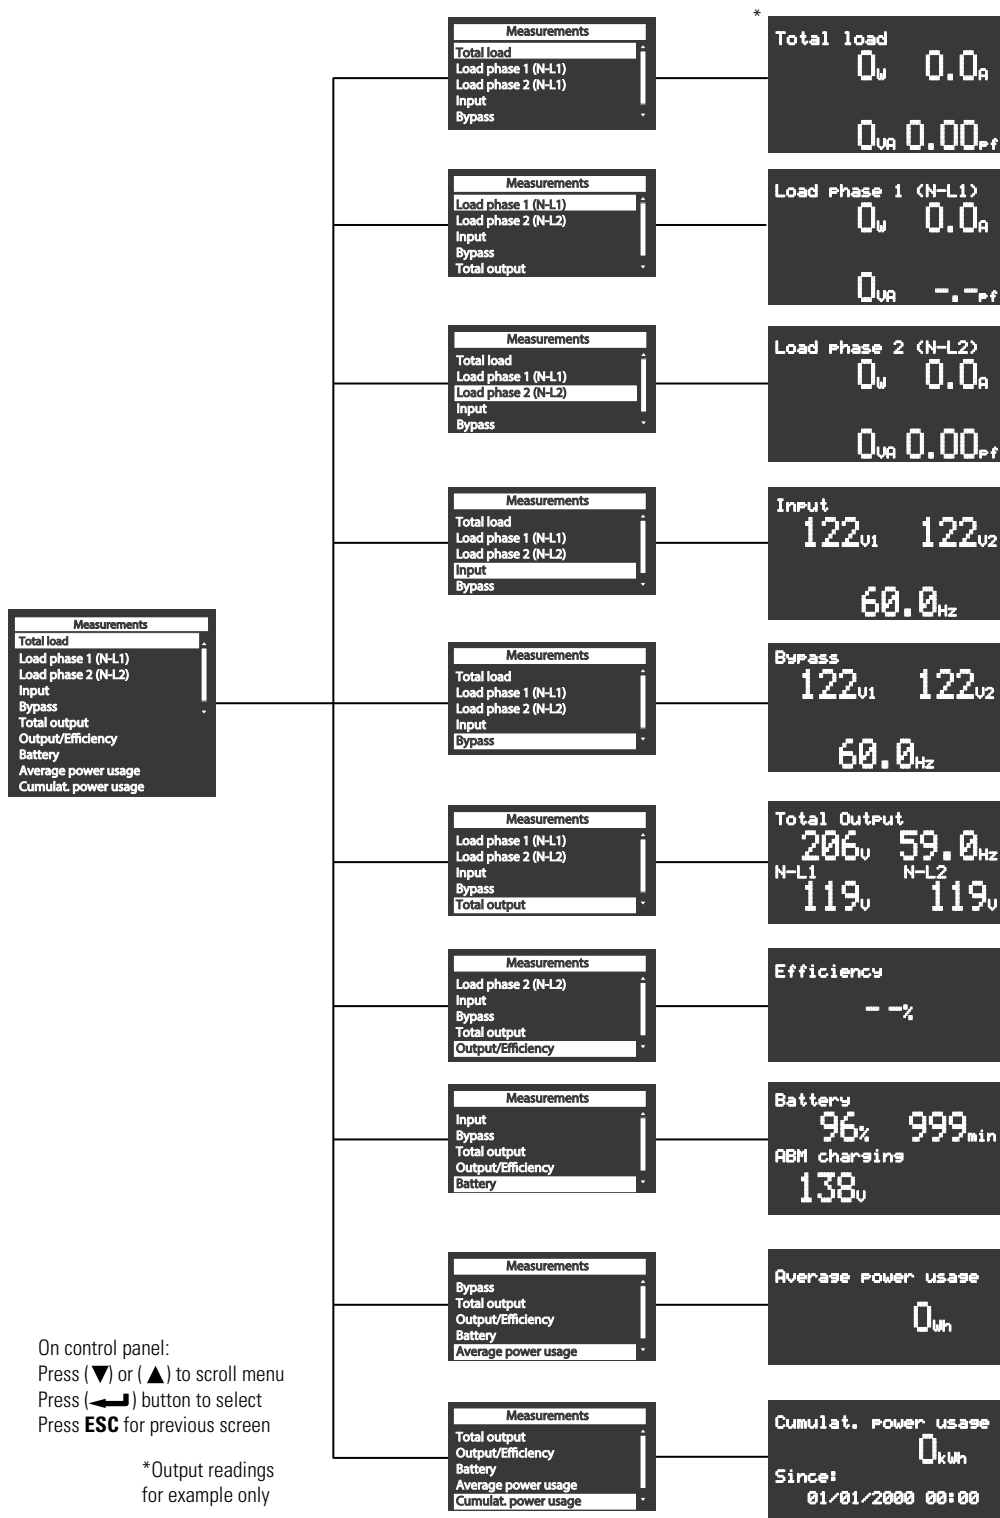 *
Measurements
Total load
Load phase 1 (N-L1)
Load phase 2 (N-L1)
Input
Bypass
Total load
0W 0.0A
0VA 0.00pf
Measurements
Load phase 1 (N-L1)
Load phase 2 (N-L2)
Input
Bypass
Total output
Load phase 1 (N-L1)
0W 0.0A
0VA -.-pf
Measurements
Total load
Load phase 1 (N-L1)
Load phase 2 (N-L2)
Input
Bypass
Load phase 2 (N-L2)
0W 0.0A
0VA 0.00pf
Measurements
Total load
Load phase 1 (N-L1)
Load phase 2 (N-L2)
Input
Bypass
Input
122V1 122V2
60.0Hz
Measurements
Total load
Load phase 1 (N-L1)
Load phase 2 (N-L2)
Input
Bypass
Total output
Output/Efficiency
Battery
Average power usage
Cumulat. power usage
Measurements
Total load
Load phase 1 (N-L1)
Load phase 2 (N-L2)
Input
Bypass
Bypass
122V1 122V2
60.0Hz
Measurements
Load phase 1 (N-L1)
Load phase 2 (N-L2)
Input
Bypass
Total output
Total Output
206V 59.0Hz
N-L1 N-L2
119V 119V
Measurements
Load phase 2 (N-L2)
Input
Bypass
Total output
Output/Efficiency
Efficiency
- -%
Measurements
Input
Bypass
Total output
Output/Efficiency
Battery
Battery
96% 999min
ABM charging
138V
Measurements
Bypass
Total output
Output/Efficiency
Battery
Average power usage
Average power usage
0Wh
On control panel:
Press (▼) or (▲) to scroll menu
Press (↵) button to select
Press ESC for previous screen
*Output readings
for example only
Measurements
Total output
Output/Efficiency
Battery
Average power usage
Cumulat. power usage
Cumulat. power usage
0kWh
Since:
01/01/2000 00:00